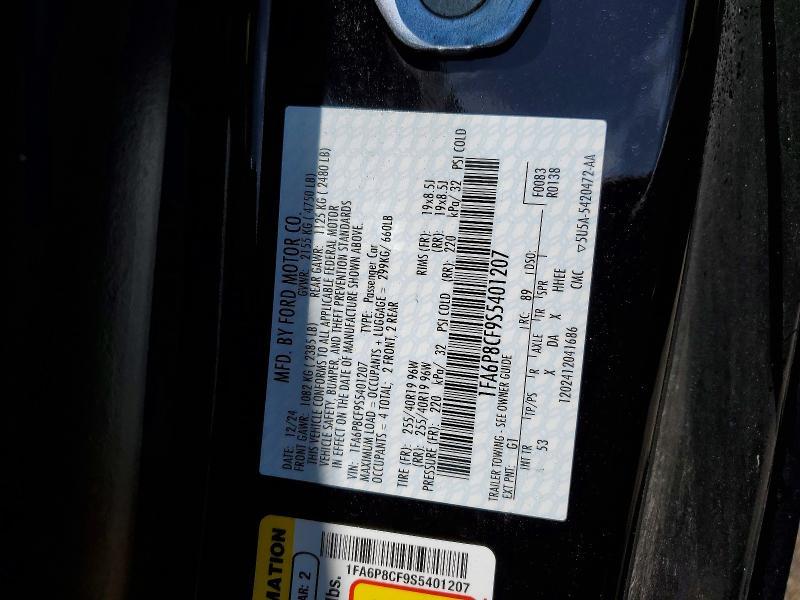 MFD. BY FORD MOTOR CO.
DATE: 12/24 GVWR: 2155 KG ( 4750 LB)
FRONT GAWR: 1082 KG ( 2385 LB) REAR GAWR: 1125 KG ( 2480 LB)
THIS VEHICLE CONFORMS TO ALL APPLICABLE FEDERAL MOTOR
VEHICLE SAFETY, BUMPER, AND THEFT PREVENTION STANDARDS
IN EFFECT ON THE DATE OF MANUFACTURE SHOWN ABOVE.
VIN: 1FA6P8CF9S5401207 TYPE: Passenger Car
MAXIMUM LOAD = OCCUPANTS + LUGGAGE = 299KG/ 660LB
OCCUPANTS = 4 TOTAL; 2 FRONT, 2 REAR
TIRE (FR): 255/40R19 96W RIMS (FR): 19x8.5J
(RR): 255/40R19 96W (RR): 19x8.5J
PRESSURE (FR): 220 kPa/ 32 PSI COLD (RR): 220 kPa/ 32 PSI COLD
1FA6P8CF9S5401207
TRAILER TOWING - SEE OWNER GUIDE
EXT PNT: G1 RC: 89 DSO: F0083
R0138
INT TR TP/PS R AXLE TR SPR
53 X DA X HHEE
1202412041686 CMC ▽5U5A-5420472-AA
MATION
AR: 2
lbs.
1FA6P8CF9S5401207